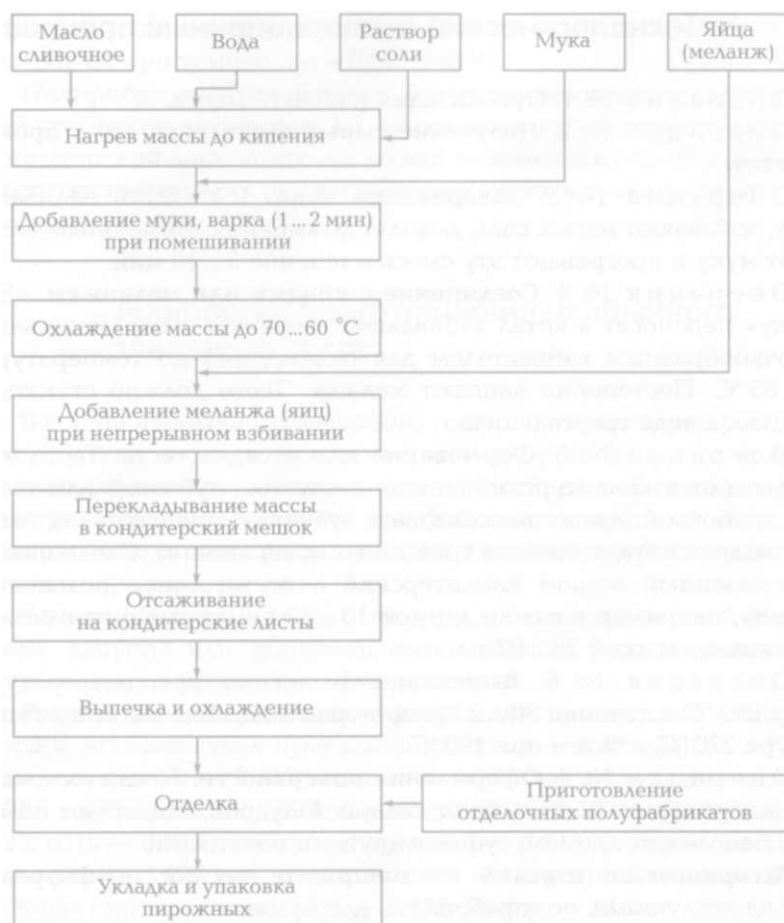 Масло
сливочное
Вода
Раствор
соли
Мука
Яйца
(меланж)
Нагрев массы до кипения
Добавление муки, варка (1...2 мин)
при помешивании
Охлаждение массы до 70...60 °С
Добавление меланжа (яиц)
при непрерывном взбивании
Перекладывание массы
в кондитерский мешок
Отсаживание
на кондитерские листы
Выпечка и охлаждение
Отделка
Приготовление
отделочных полуфабрикатов
Укладка и упаковка
пирожных